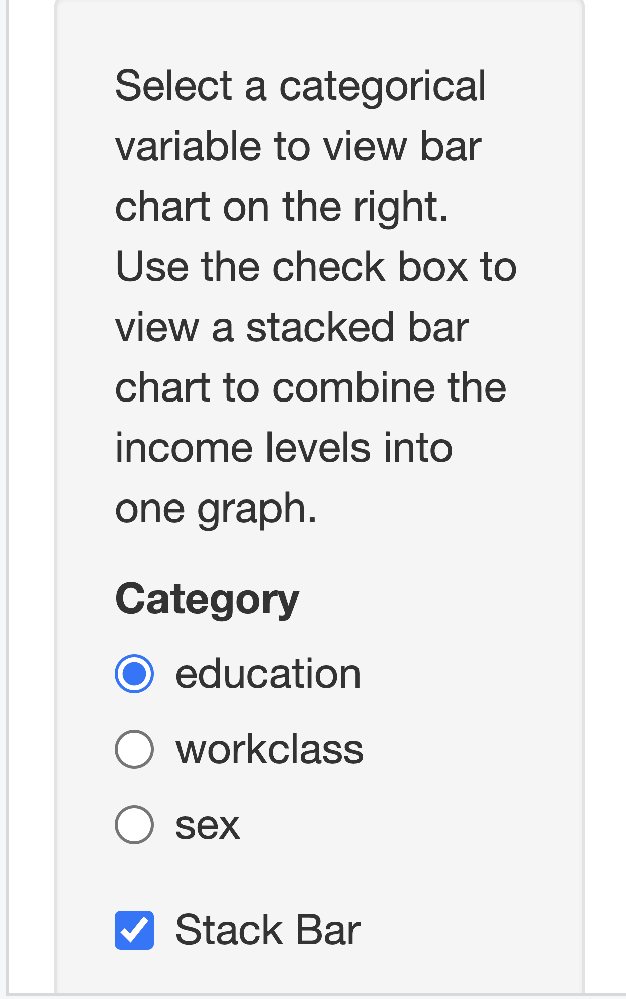 Select a categorical
variable to view bar
chart on the right.
Use the check box to
view a stacked bar
chart to combine the
income levels into
one graph.
Category
education
workclass
sex
Stack Bar